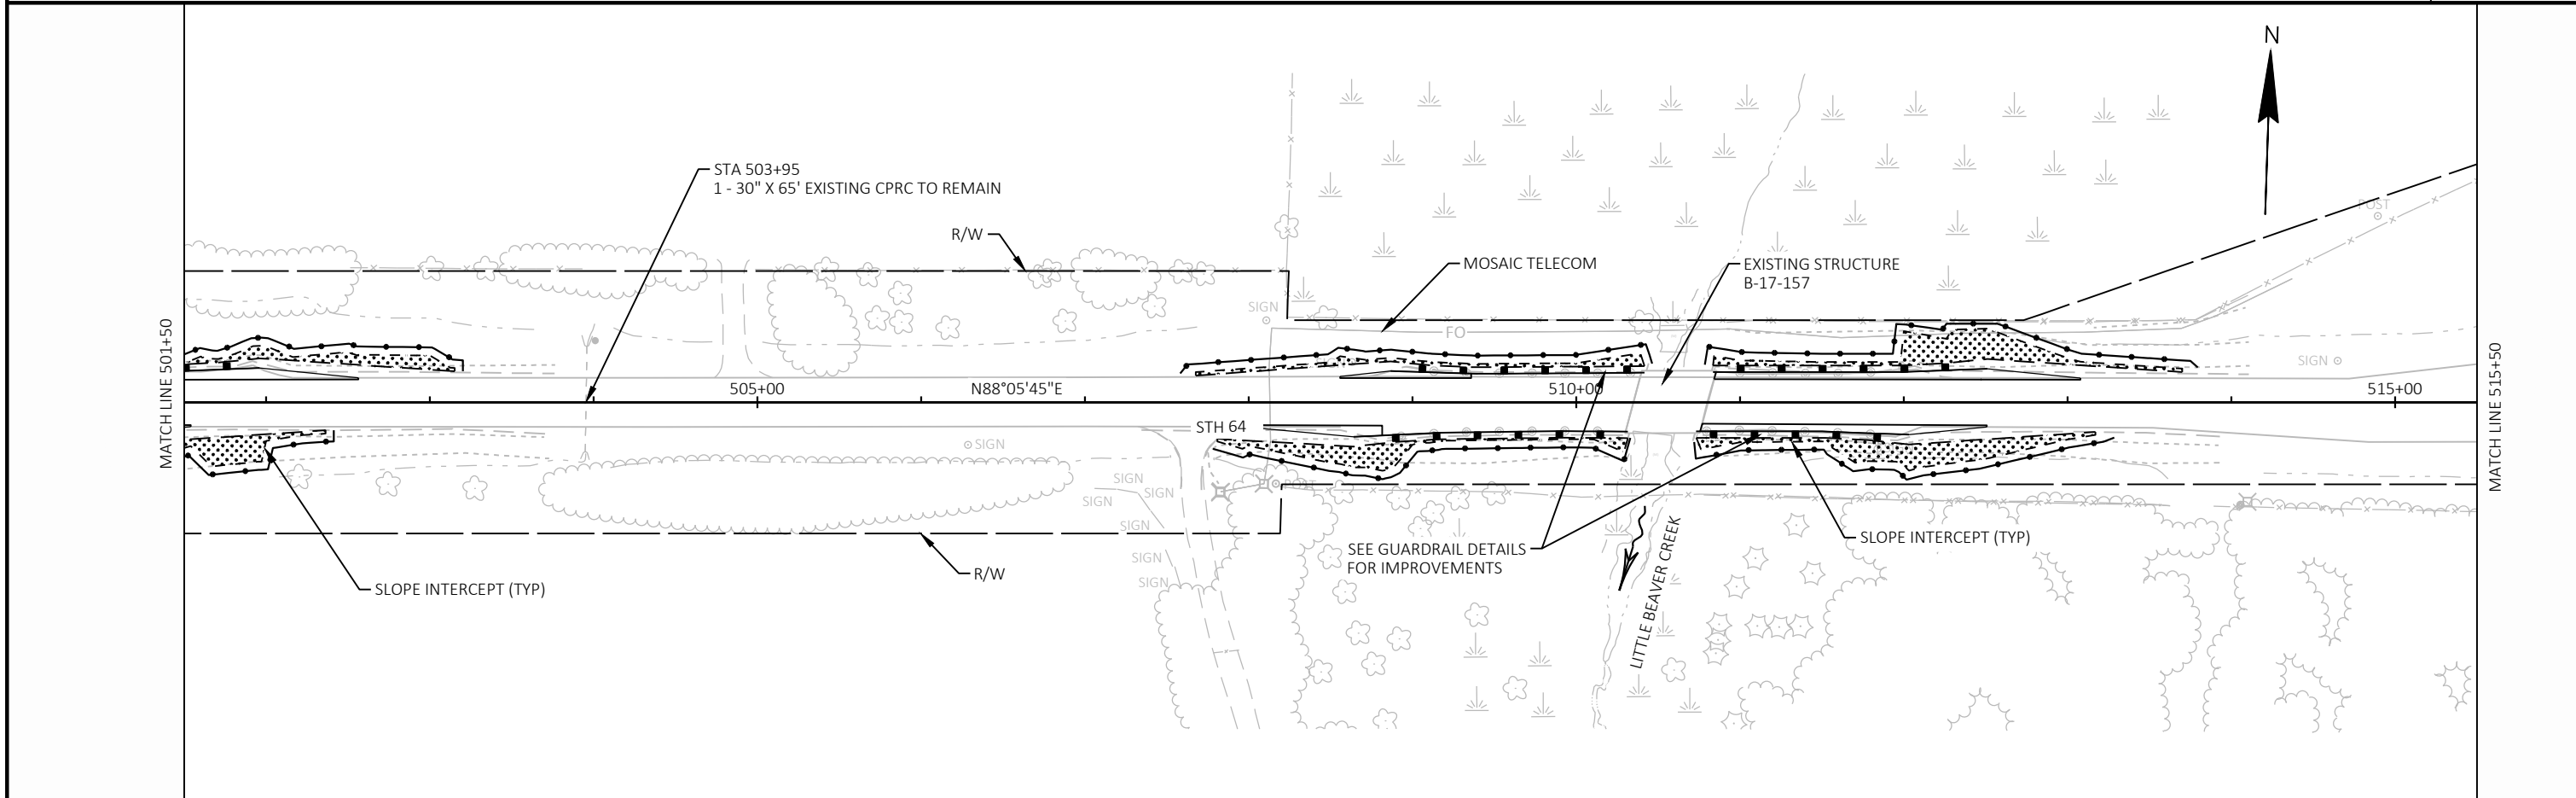 N
STA 503+95
1 - 30" X 65' EXISTING CPRC TO REMAIN
POST
R/W
MOSAIC TELECOM
EXISTING STRUCTURE
B-17-157
SIGN
FO
SIGN
MATCH LINE 501+50
505+00
N88°05'45"E
510+00
515+00
MATCH LINE 515+50
STH 64
SIGN
SIGN
SIGN
SIGN
POST
SIGN
SEE GUARDRAIL DETAILS
FOR IMPROVEMENTS
SLOPE INTERCEPT (TYP)
LITTLE BEAVER CREEK
SIGN
R/W
SIGN
SLOPE INTERCEPT (TYP)